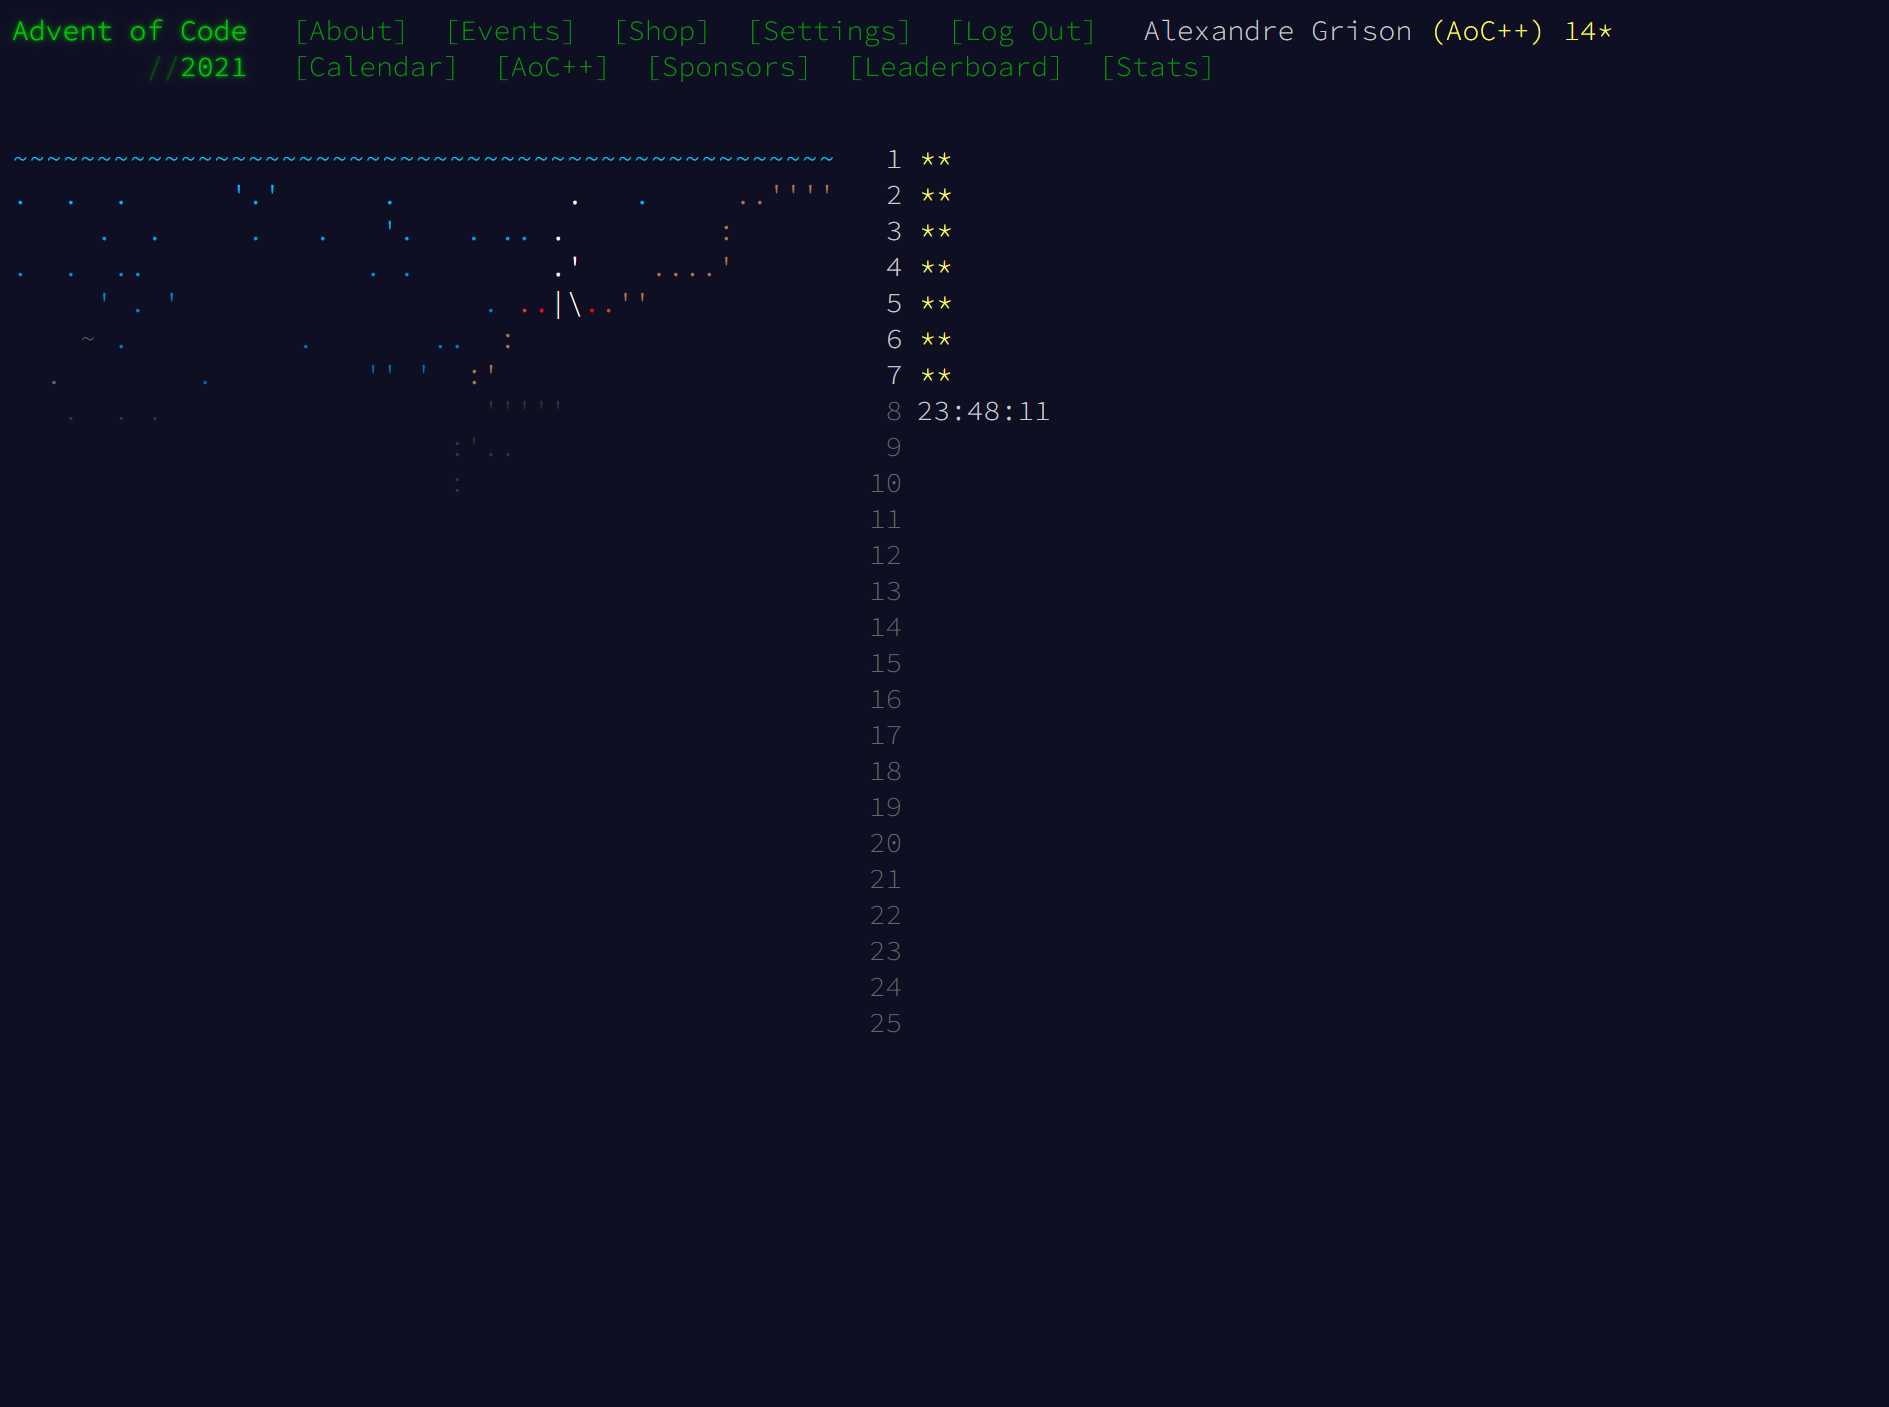 Advent of Code [About] [Events] [Shop] [Settings] [Log Out] Alexandre Grison (AoC++) 14*
//2021 [Calendar] [AoC++] [Sponsors] [Leaderboard] [Stats]
~~~~~~~~~~~~~~~~~~~~~~~~~~~~~~~~~~~~~~~~~~~~~~~~~  1 **
.  .  .      '.'      .          .   .     ..''''  2 **
     .  .     .   .   '.   . .. .         :        3 **
.  .  ..             . .        .'    ....'        4 **
     ' . '                  . ..|\..''             5 **
    ~ .          .       ..  :                     6 **
  .        .         '' '  :'                      7 **
   .  . .                   '''''                  8 23:48:11
                          :'..                     9
                          :                       10
11
12
13
14
15
16
17
18
19
20
21
22
23
24
25